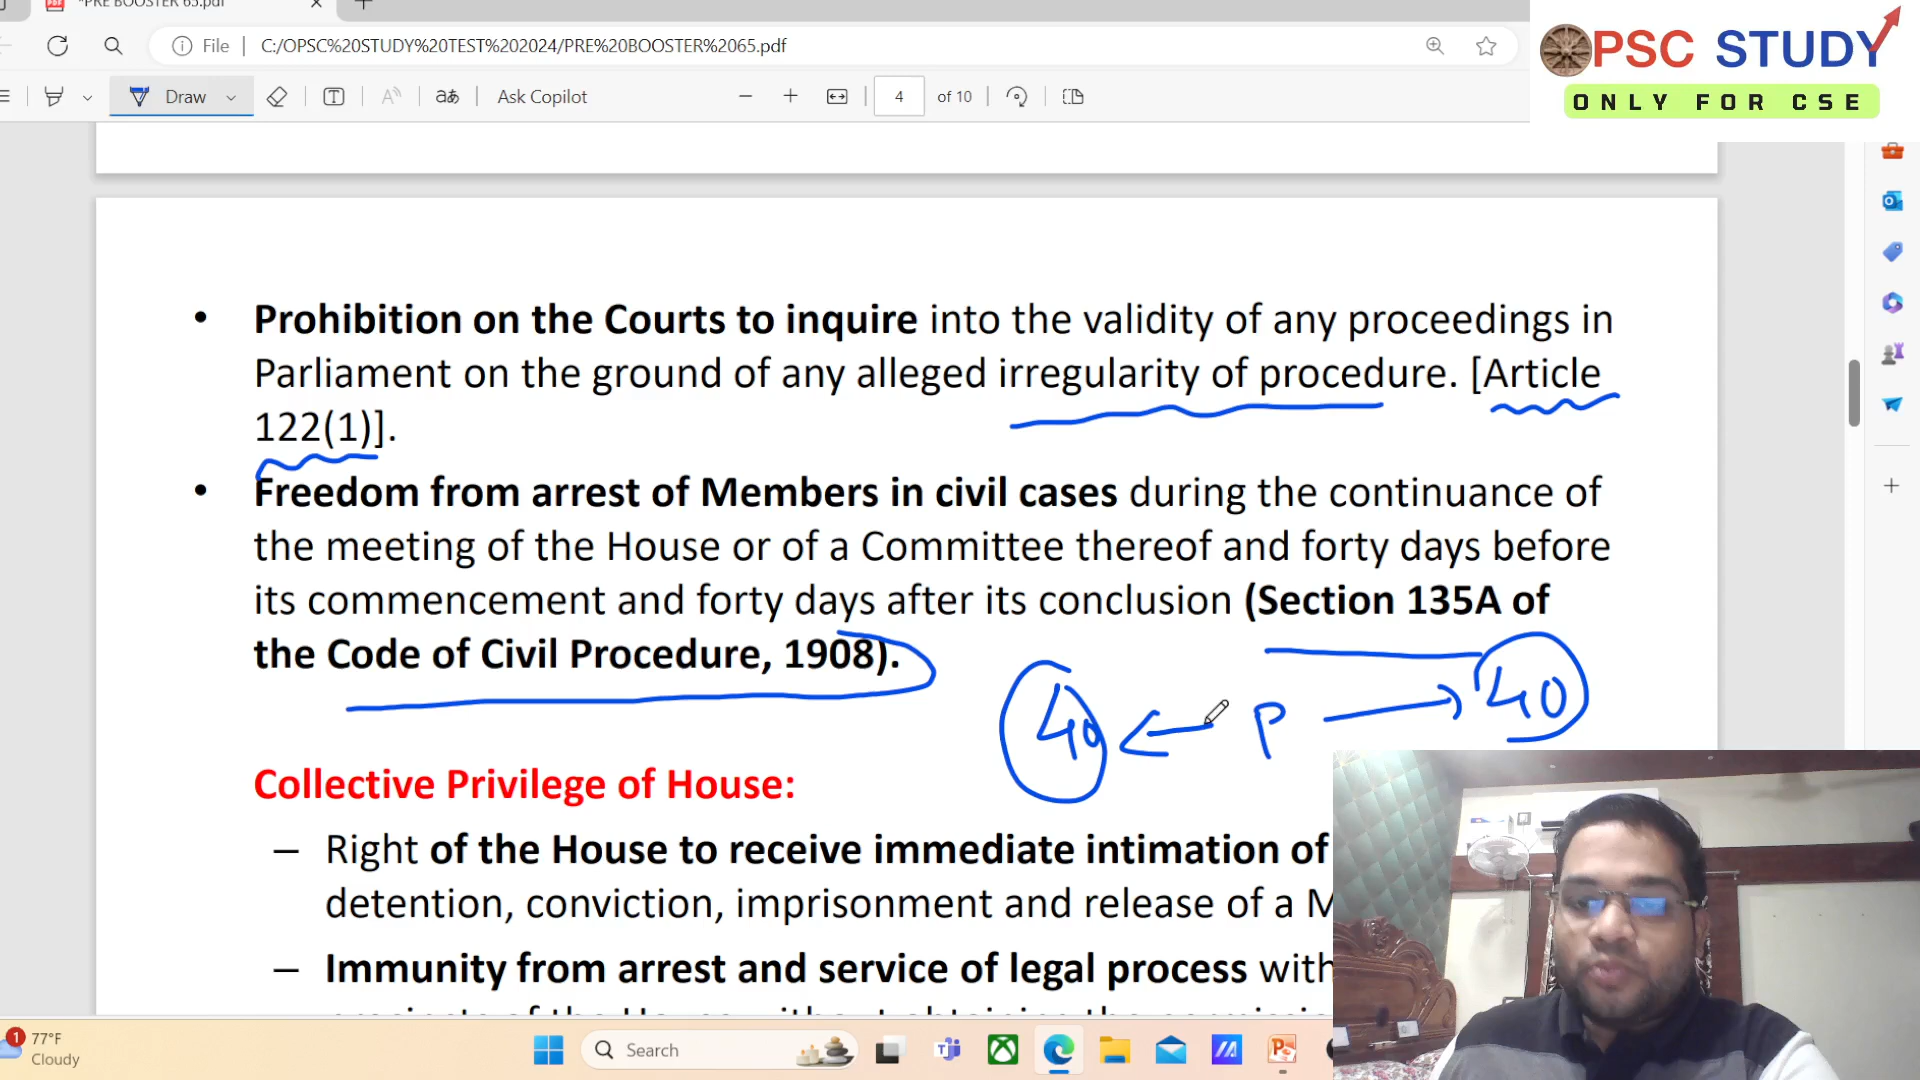 *PRE BOOSTER 65.pdf
File
C:/OPSC%20STUDY%20TEST%202024/PRE%20BOOSTER%2065.pdf
PSC STUDY
ONLY FOR CSE
Draw
aあ
Ask Copilot
4 of 10
• Prohibition on the Courts to inquire into the validity of any proceedings in
Parliament on the ground of any alleged irregularity of procedure. [Article
122(1)].
• Freedom from arrest of Members in civil cases during the continuance of
the meeting of the House or of a Committee thereof and forty days before
its commencement and forty days after its conclusion (Section 135A of
the Code of Civil Procedure, 1908).
40 ← P → 40
Collective Privilege of House:
– Right of the House to receive immediate intimation of
detention, conviction, imprisonment and release of a M
– Immunity from arrest and service of legal process with
1
77°F
Cloudy
Search